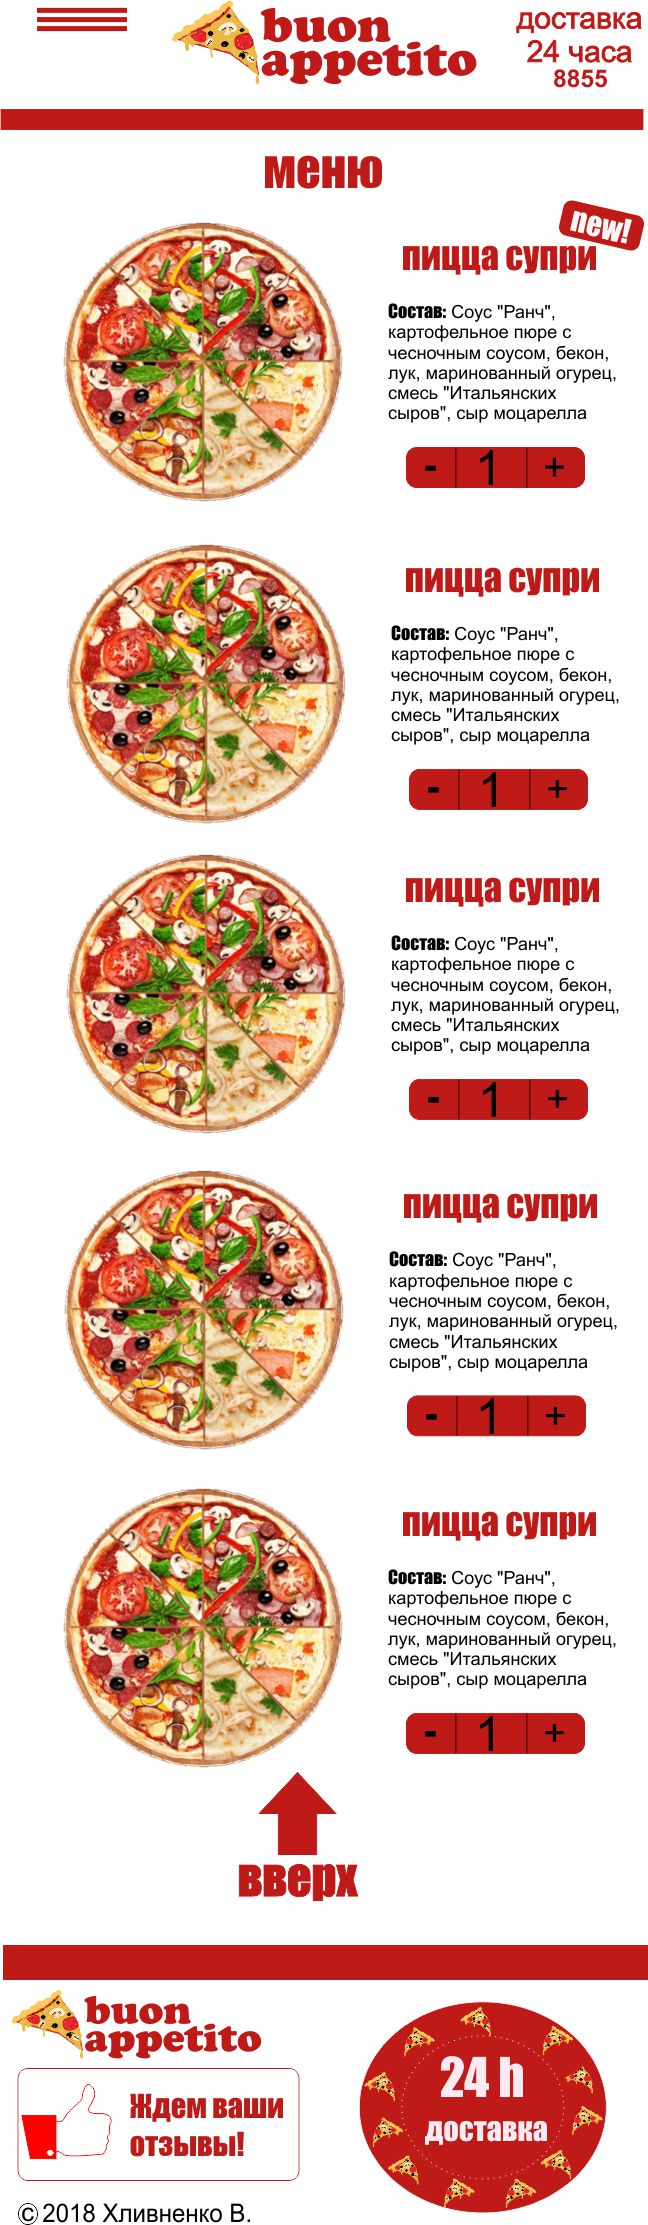 buon
appetito
доставка
24 часа
8855
меню
new!
пицца супри
Состав: Соус "Ранч",
картофельное пюре с
чесночным соусом, бекон,
лук, маринованный огурец,
смесь "Итальянских
сыров", сыр моцарелла
- 1 +
пицца супри
Состав: Соус "Ранч",
картофельное пюре с
чесночным соусом, бекон,
лук, маринованный огурец,
смесь "Итальянских
сыров", сыр моцарелла
- 1 +
пицца супри
Состав: Соус "Ранч",
картофельное пюре с
чесночным соусом, бекон,
лук, маринованный огурец,
смесь "Итальянских
сыров", сыр моцарелла
- 1 +
пицца супри
Состав: Соус "Ранч",
картофельное пюре с
чесночным соусом, бекон,
лук, маринованный огурец,
смесь "Итальянских
сыров", сыр моцарелла
- 1 +
пицца супри
Состав: Соус "Ранч",
картофельное пюре с
чесночным соусом, бекон,
лук, маринованный огурец,
смесь "Итальянских
сыров", сыр моцарелла
- 1 +
вверх
buon
appetito
Ждем ваши
отзывы!
24 h
доставка
© 2018 Хливненко В.